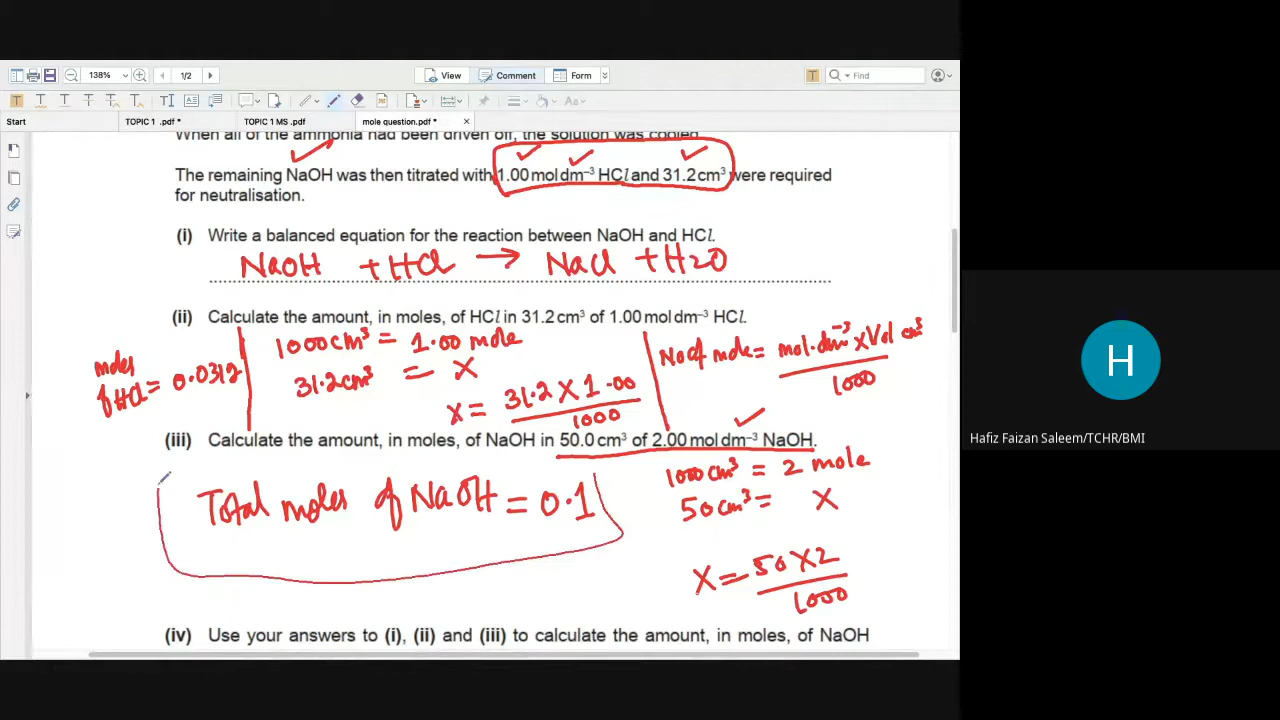 138%
1/2
View
Comment
Form
Find
Start
TOPIC 1 .pdf *
TOPIC 1 MS .pdf
mole question.pdf *
When all of the ammonia had been driven off, the solution was cooled.
The remaining NaOH was then titrated with 1.00 mol dm⁻³ HCl and 31.2 cm³ were required
for neutralisation.
(i) Write a balanced equation for the reaction between NaOH and HCl.
NaOH + HCl → NaCl + H2O
(ii) Calculate the amount, in moles, of HCl in 31.2 cm³ of 1.00 mol dm⁻³ HCl.
moles
of HCl = 0.0312
1000 cm³ = 1.00 mole
31.2 cm³ = X
X = 31.2 X 1.00
1000
No of mole = mol.dm⁻³ x Vol cm³
1000
(iii) Calculate the amount, in moles, of NaOH in 50.0 cm³ of 2.00 mol dm⁻³ NaOH.
Total moles of NaOH = 0.1
1000 cm³ = 2 mole
50 cm³ = X
X = 50 X 2
1000
(iv) Use your answers to (i), (ii) and (iii) to calculate the amount, in moles, of NaOH
H
Hafiz Faizan Saleem/TCHR/BMI